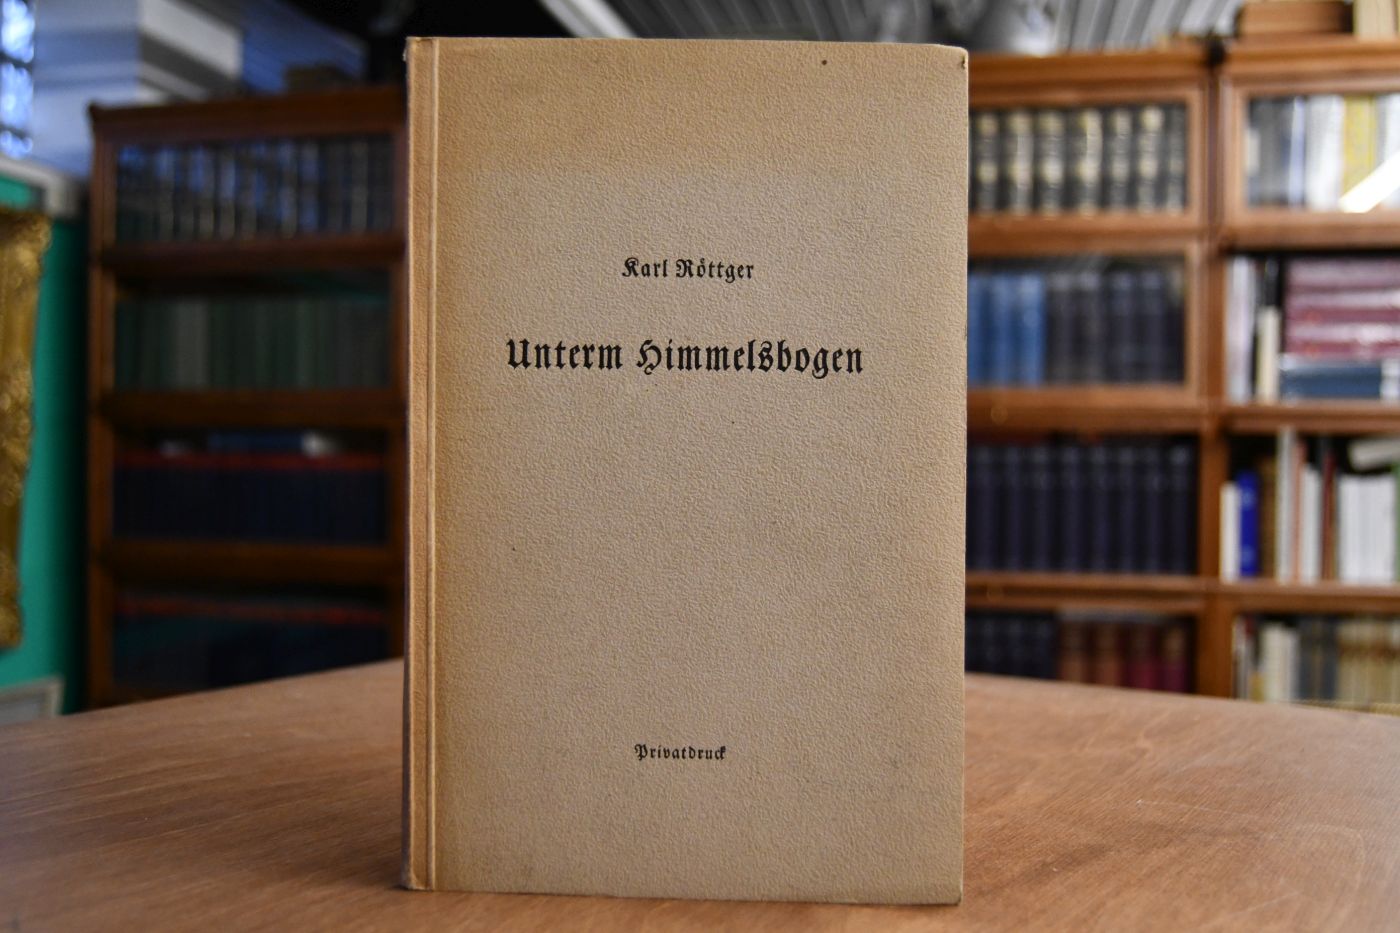 Karl Röttger
Unterm Himmelsbogen
Privatdruck